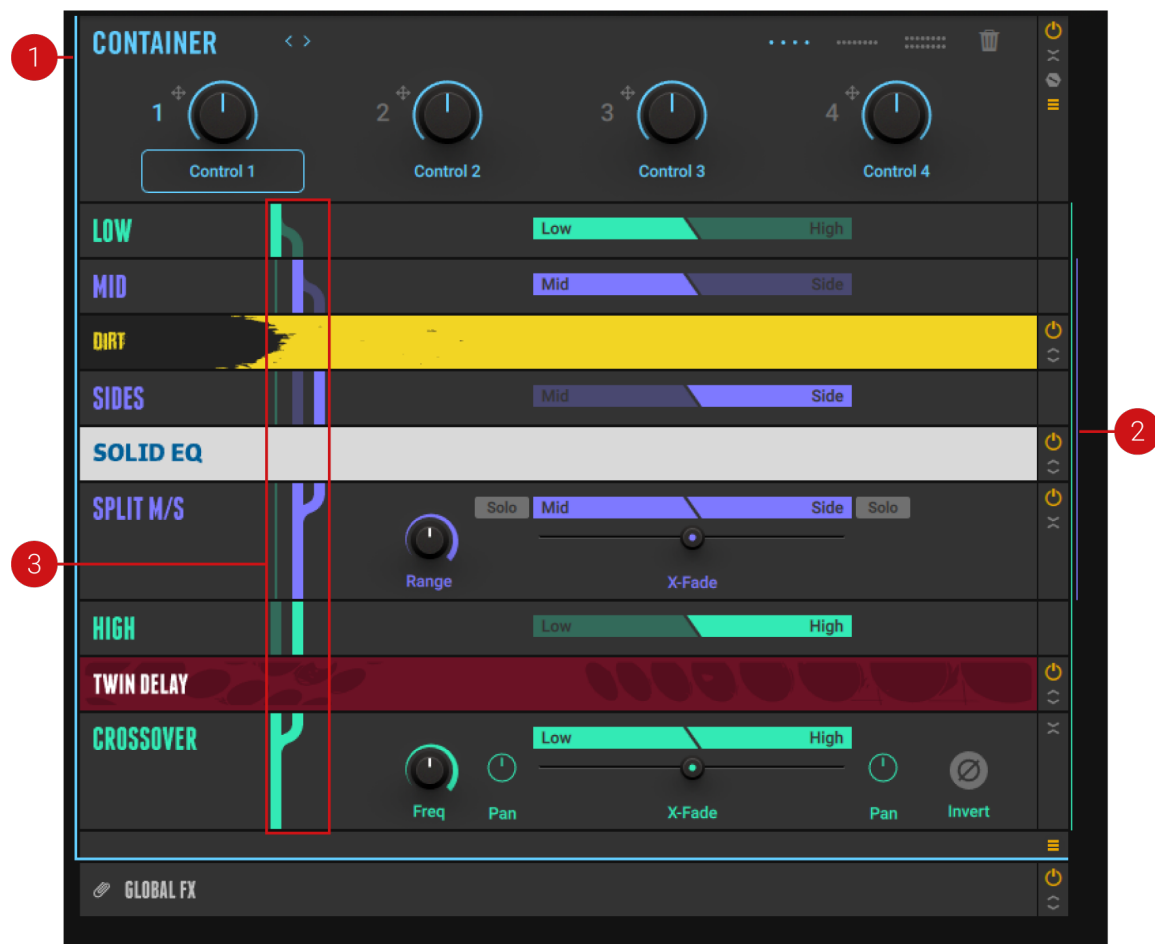 CONTAINER < >
1
1 2 3 4
Control 1 Control 2 Control 3 Control 4
LOW Low High
MID Mid Side
DIRT
SIDES Mid Side
2
SOLID EQ
SPLIT M/S Solo Mid Side Solo
3
Range X-Fade
HIGH Low High
TWIN DELAY
CROSSOVER Low High
Freq Pan X-Fade Pan Invert
GLOBAL FX